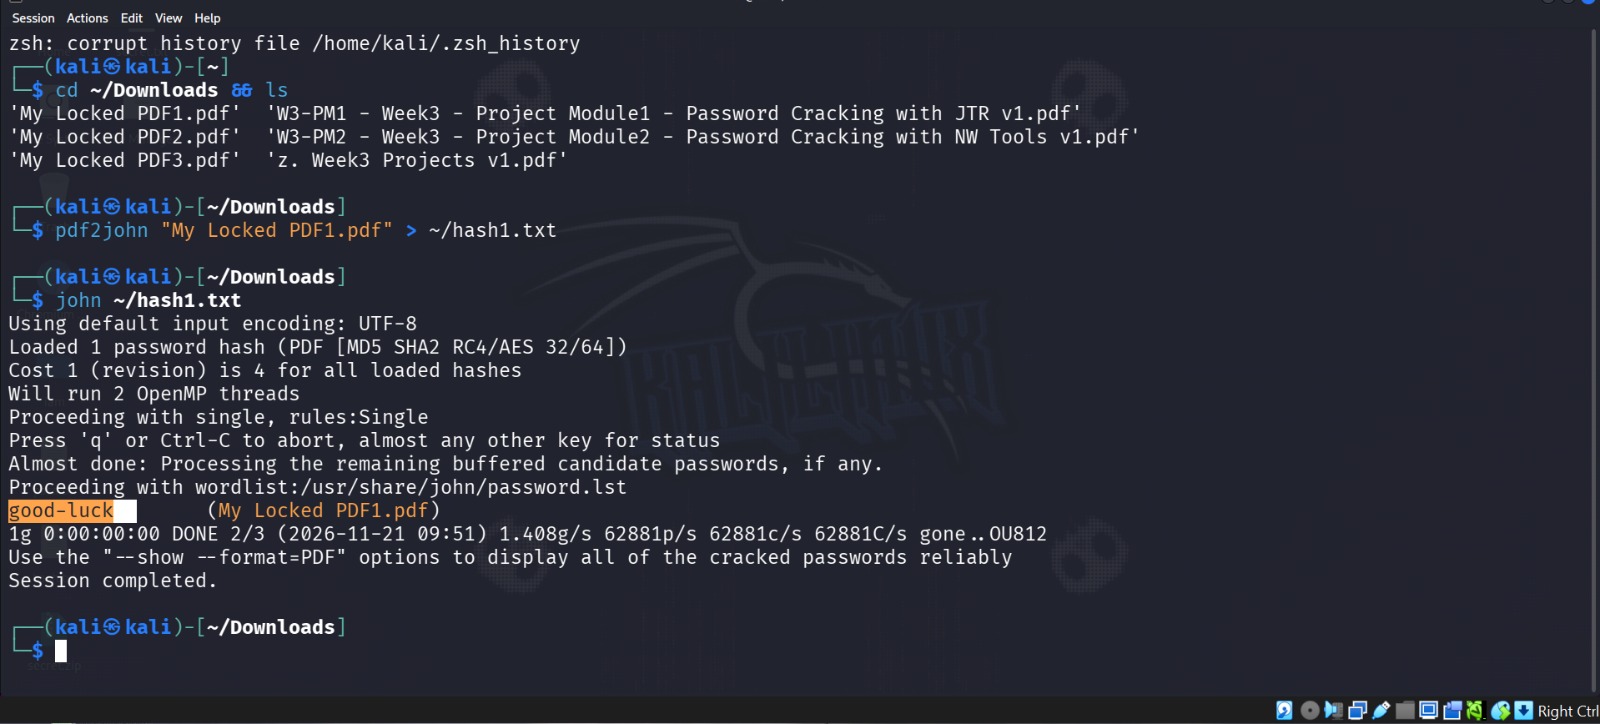 Session Actions Edit View Help
zsh: corrupt history file /home/kali/.zsh_history
┌──(kali㉿kali)-[~]
└─$ cd ~/Downloads && ls
'My Locked PDF1.pdf'  'W3-PM1 - Week3 - Project Module1 - Password Cracking with JTR v1.pdf'
'My Locked PDF2.pdf'  'W3-PM2 - Week3 - Project Module2 - Password Cracking with NW Tools v1.pdf'
'My Locked PDF3.pdf'  'z. Week3 Projects v1.pdf'
┌──(kali㉿kali)-[~/Downloads]
└─$ pdf2john "My Locked PDF1.pdf" > ~/hash1.txt
┌──(kali㉿kali)-[~/Downloads]
└─$ john ~/hash1.txt
Using default input encoding: UTF-8
Loaded 1 password hash (PDF [MD5 SHA2 RC4/AES 32/64])
Cost 1 (revision) is 4 for all loaded hashes
Will run 2 OpenMP threads
Proceeding with single, rules:Single
Press 'q' or Ctrl-C to abort, almost any other key for status
Almost done: Processing the remaining buffered candidate passwords, if any.
Proceeding with wordlist:/usr/share/john/password.lst
good-luck        (My Locked PDF1.pdf)
1g 0:00:00:00 DONE 2/3 (2026-11-21 09:51) 1.408g/s 62881p/s 62881c/s 62881C/s gone..OU812
Use the "--show --format=PDF" options to display all of the cracked passwords reliably
Session completed.
┌──(kali㉿kali)-[~/Downloads]
└─$
KALI LINUX
Right Ctrl